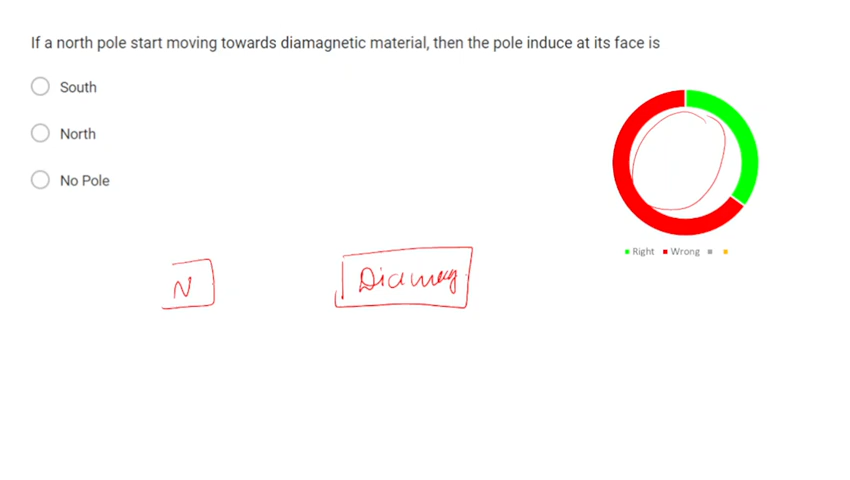 If a north pole start moving towards diamagnetic material, then the pole induce at its face is
South
North
No Pole
Right Wrong
N
Diamag